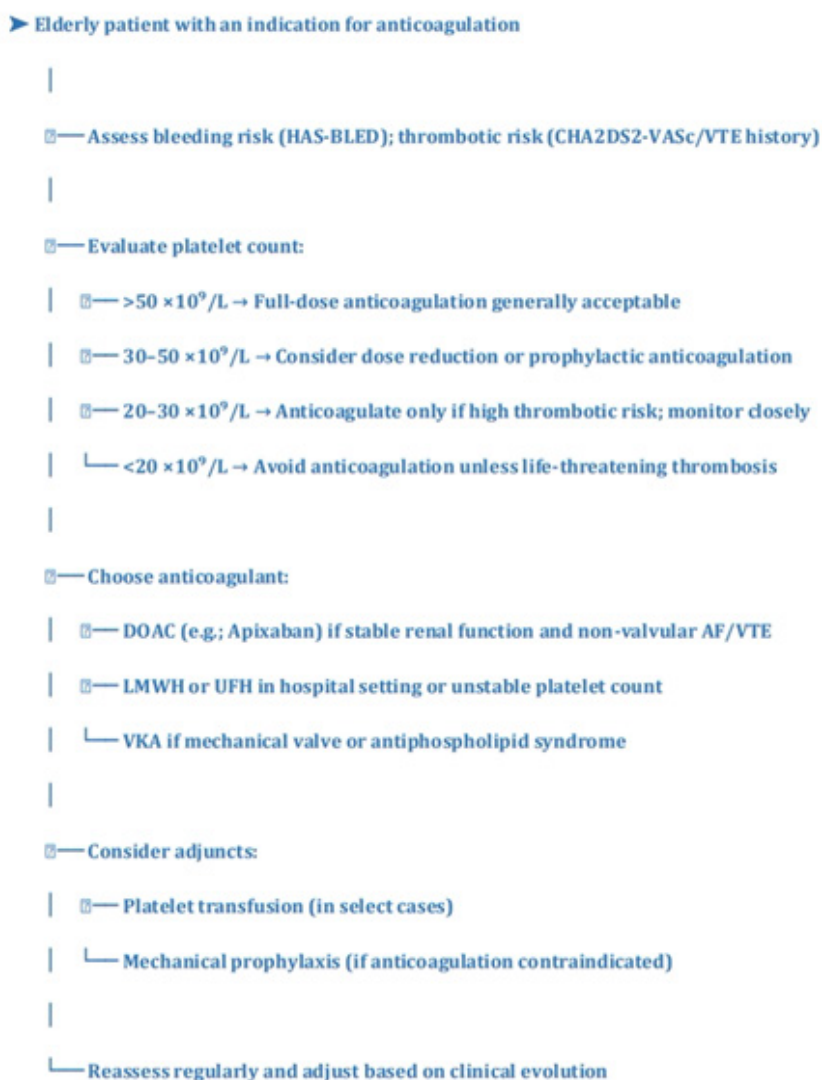 ➤ Elderly patient with an indication for anticoagulation
Assess bleeding risk (HAS-BLED); thrombotic risk (CHA2DS2-VASc/VTE history)
Evaluate platelet count:
>50 ×10⁹/L → Full-dose anticoagulation generally acceptable
30–50 ×10⁹/L → Consider dose reduction or prophylactic anticoagulation
20–30 ×10⁹/L → Anticoagulate only if high thrombotic risk; monitor closely
<20 ×10⁹/L → Avoid anticoagulation unless life-threatening thrombosis
Choose anticoagulant:
DOAC (e.g.; Apixaban) if stable renal function and non-valvular AF/VTE
LMWH or UFH in hospital setting or unstable platelet count
VKA if mechanical valve or antiphospholipid syndrome
Consider adjuncts:
Platelet transfusion (in select cases)
Mechanical prophylaxis (if anticoagulation contraindicated)
Reassess regularly and adjust based on clinical evolution